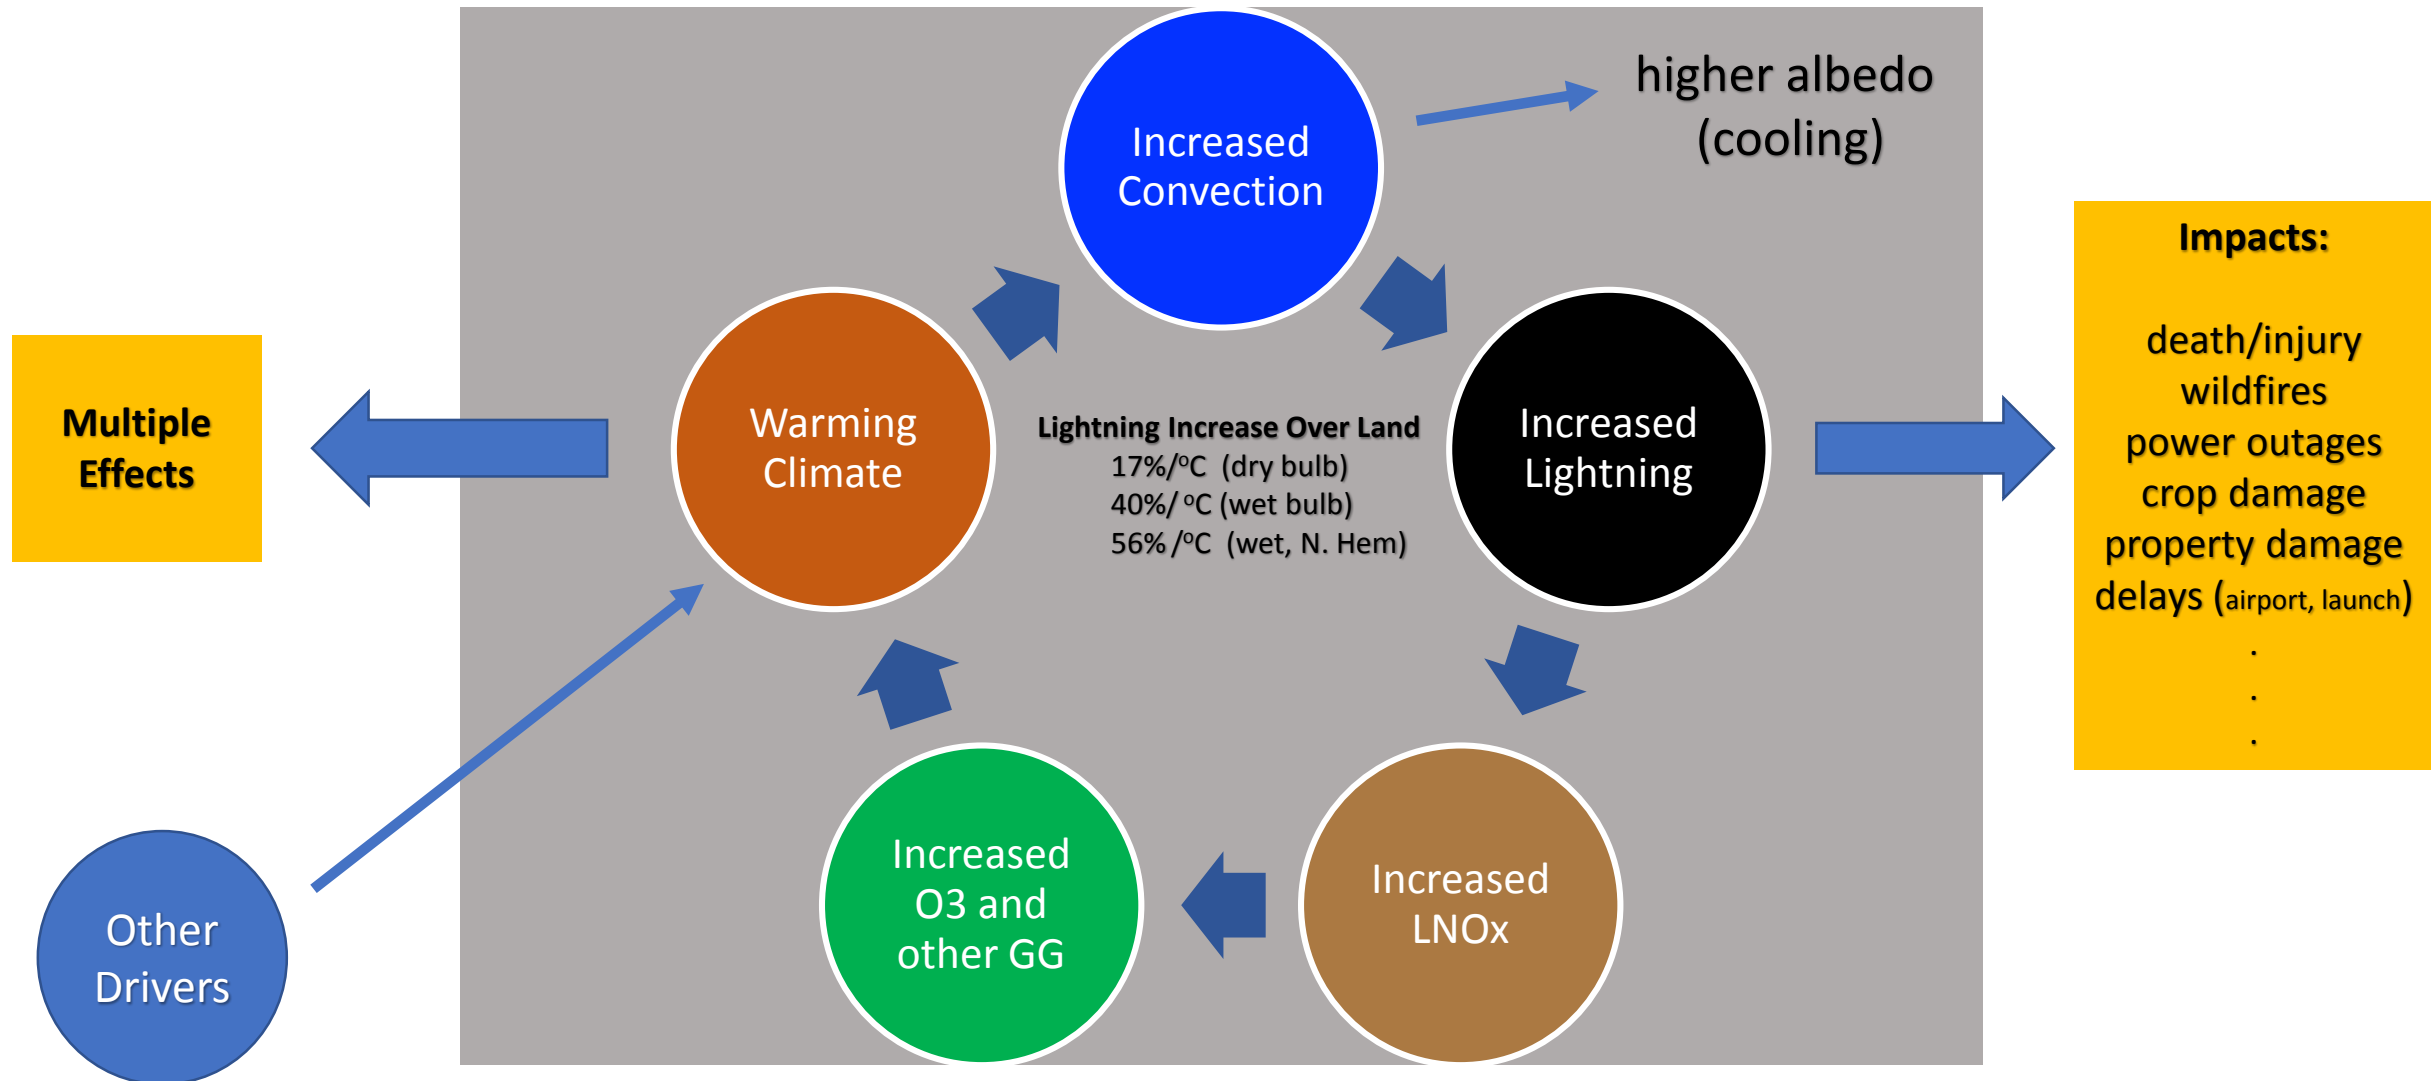 Increased
Convection
higher albedo
(cooling)
Impacts:
death/injury
wildfires
power outages
crop damage
property damage
delays (airport, launch)
.
.
.
Multiple
Effects
Warming
Climate
Lightning Increase Over Land
17%/°C (dry bulb)
40%/ °C (wet bulb)
56% /°C (wet, N. Hem)
Increased
Lightning
Increased
O3 and
other GG
Increased
LNOx
Other
Drivers